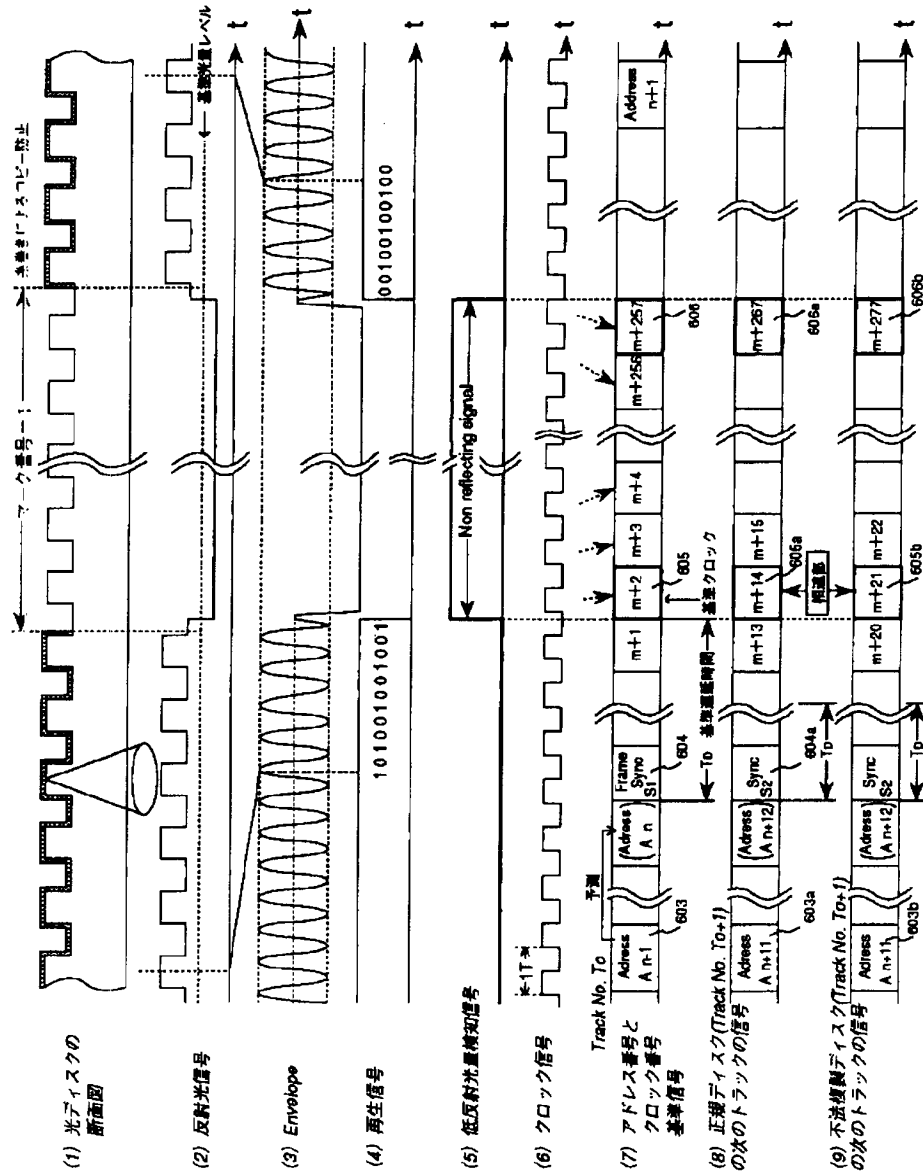 マーク番号-1
(1) 光ディスクの
断面図
(2) 反射光信号
基準光量レベル
t
(3) Envelope
t
(4) 再生信号
10100100101001
00100100100
t
(5) 低反射光量検知信号
Non reflecting signal
t
(6) クロック信号
1T
t
Track No. To
予測
(7) アドレス番号と
クロック番号
基準信号
Adress
A n-1
603
Adress
A n
Frame
Sync
S1
604
m+1
m+2
605
m+3
m+4
m+256
m+257
606
Address
n+1
t
TD 基準遅延時間
基準クロック
(8) 正規ディスク(Track No. To+1)
の次のトラックの信号
Adress
A n+11
603a
Adress
A n+12
Sync
S2
604a
m+13
m+14
605a
m+15
m+267
606a
t
TD
相違部
(9) 不法複製ディスク(Track No. To+1)
の次のトラックの信号
Adress
A n+11
603b
Adress
A n+12
Sync
S2
m+20
m+21
605b
m+22
m+277
606b
t
TD